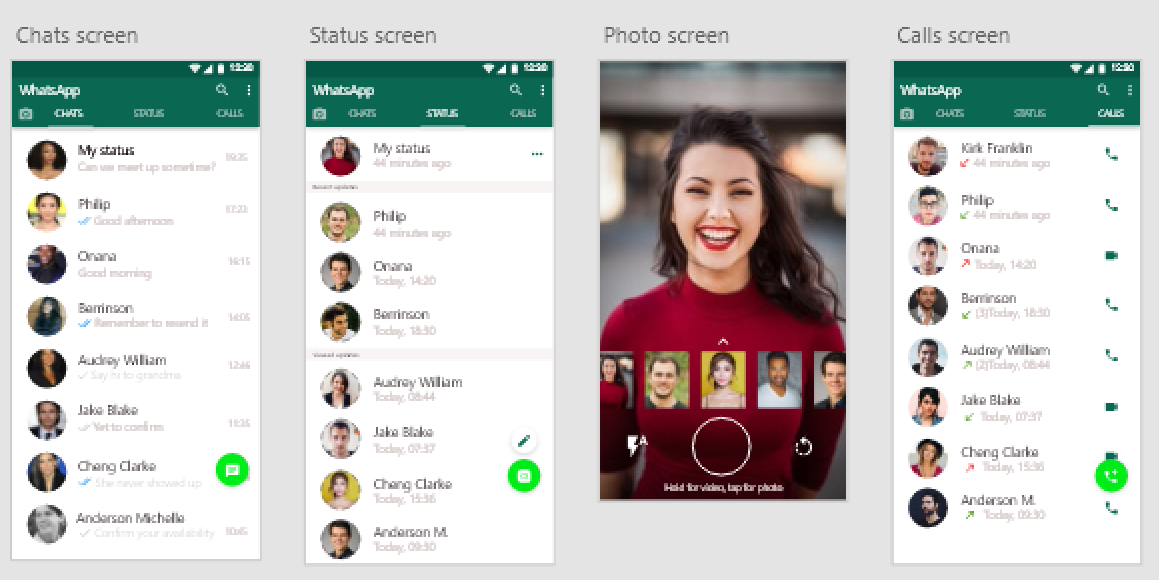 Chats screen
12:30
WhatsApp
CHATS STATUS CALLS
My status
Can we meet up sometime? 19:25
Philip
Good afternoon 17:23
Onana
Good morning 16:15
Berrinson
Remember to resend it 14:05
Audrey William
Say hi to grandma 12:46
Jake Blake
Yet to confirm 11:35
Cheng Clarke
She never showed up
Anderson Michelle
Confirm your availability 10:45
Status screen
12:30
WhatsApp
CHATS STATUS CALLS
My status
44 minutes ago
Recent updates
Philip
44 minutes ago
Onana
Today, 14:20
Berrinson
Today, 18:30
Viewed updates
Audrey William
Today, 08:44
Jake Blake
Today, 07:37
Cheng Clarke
Today, 15:36
Anderson M.
Today, 09:30
Photo screen
A
Hold for video, tap for photo
Calls screen
12:30
WhatsApp
CHATS STATUS CALLS
Kirk Franklin
44 minutes ago
Philip
44 minutes ago
Onana
Today, 14:20
Berrinson
(3)Today, 18:30
Audrey William
(2)Today, 08:44
Jake Blake
Today, 07:37
Cheng Clarke
Today, 15:36
Anderson M.
Today, 09:30